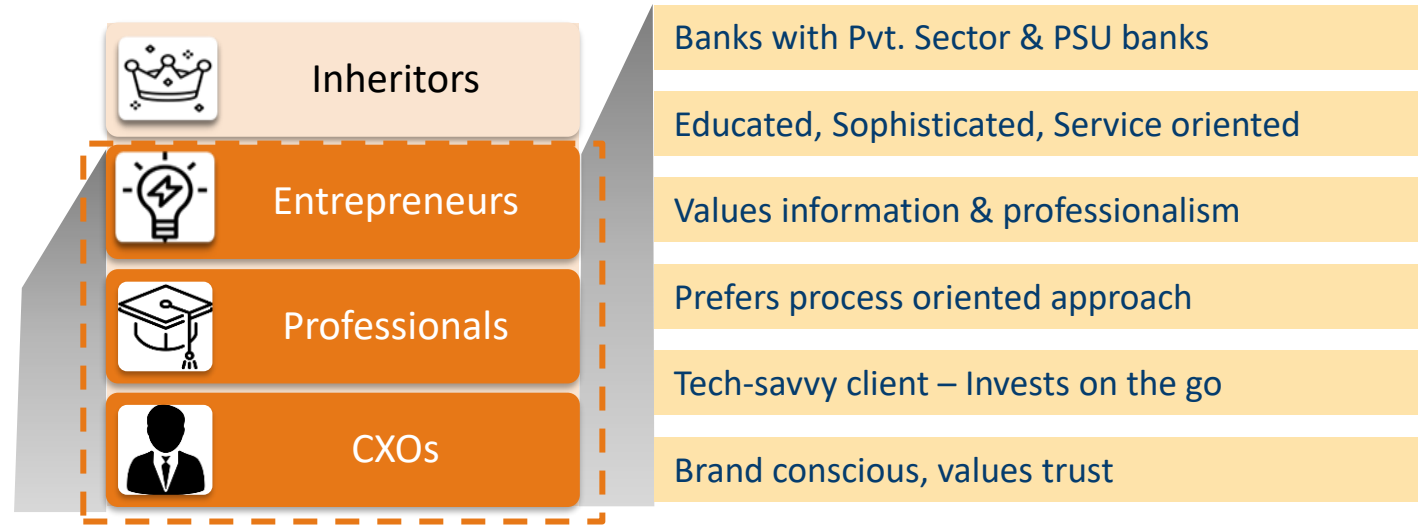 Inheritors
Entrepreneurs
Professionals
CXOs
Banks with Pvt. Sector & PSU banks
Educated, Sophisticated, Service oriented
Values information & professionalism
Prefers process oriented approach
Tech-savvy client – Invests on the go
Brand conscious, values trust